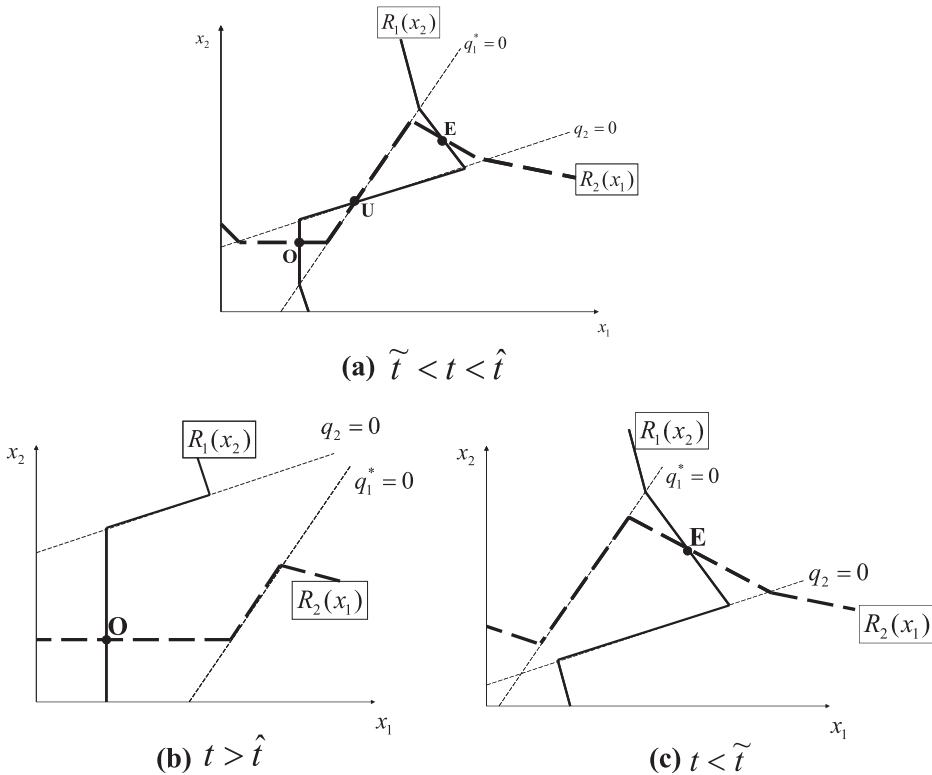 R₁(x₂)
x₂
q₁* = 0
E
q₂ = 0
R₂(x₁)
U
O
x₁
(a) t̃ < t < t̂
R₁(x₂)
q₂ = 0
x₂
q₁* = 0
R₂(x₁)
O
x₁
(b) t > t̂
R₁(x₂)
x₂
q₁* = 0
E
q₂ = 0
R₂(x₁)
x₁
(c) t < t̃